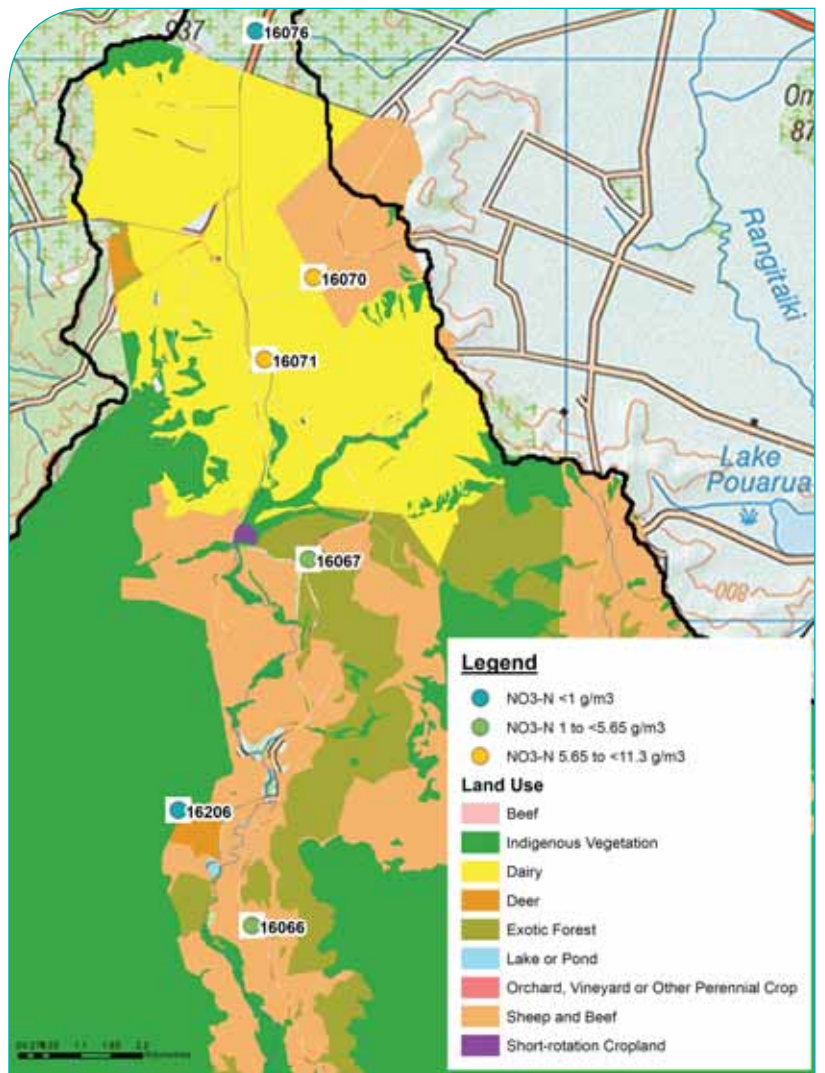 937
16076
Om
87
Rangitaiki
16070
16071
Lake
Pouarua
16067
800
16206
16066
Legend
NO3-N <1 g/m3
NO3-N 1 to <5.65 g/m3
NO3-N 5.65 to <11.3 g/m3
Land Use
Beef
Indigenous Vegetation
Dairy
Deer
Exotic Forest
Lake or Pond
Orchard, Vineyard or Other Perennial Crop
Sheep and Beef
Short-rotation Cropland